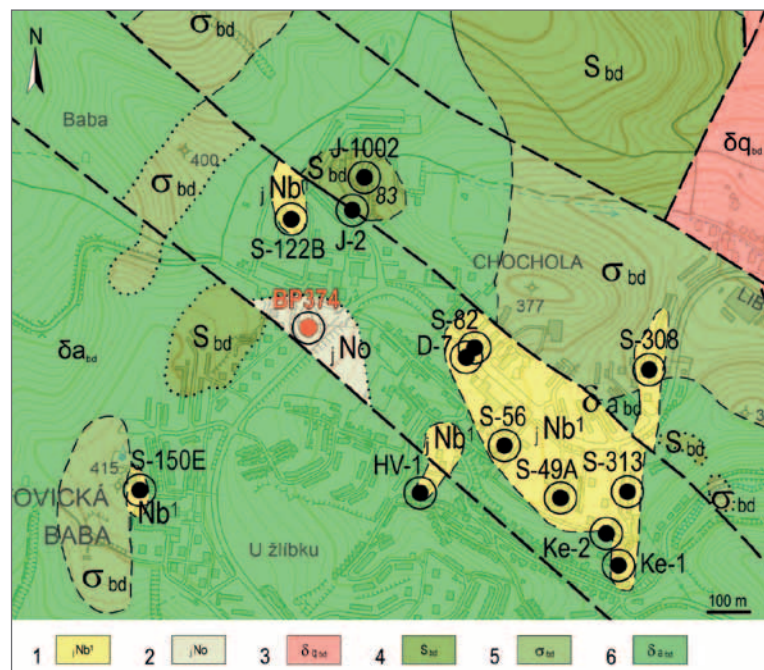 σbd
Sbd
N
Baba
δqbd
400
J-1002
σbd
Sbd
83
jNb¹
S-122B
J-2
CHOCHOLA
σbd
377
BP374
S-82
S-308
Sbd
jNo
D-7
δabd
δabd
S-56
jNb¹
jNb¹
Sbd
S-150E
415
HV-1
S-49A
S-313
σbd
Nb¹
OVICKÁ
BABA
Ke-2
U žlíbku
Ke-1
σbd
100 m
1 jNb¹ 2 jNo 3 δqbd 4 Sbd 5 σbd 6 δabd